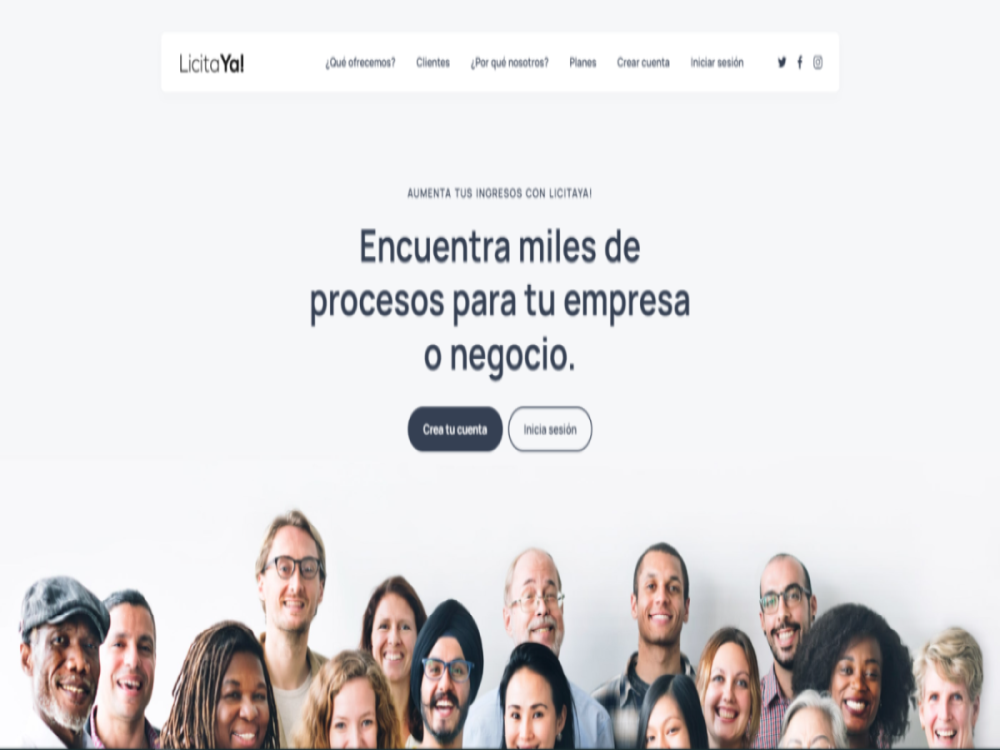 LicitaYa! ¿Qué ofrecemos? Clientes ¿Por qué nosotros? Planes Crear cuenta Iniciar sesión
AUMENTA TUS INGRESOS CON LICITAYA!
Encuentra miles de
procesos para tu empresa
o negocio.
Crea tu cuenta Inicia sesión